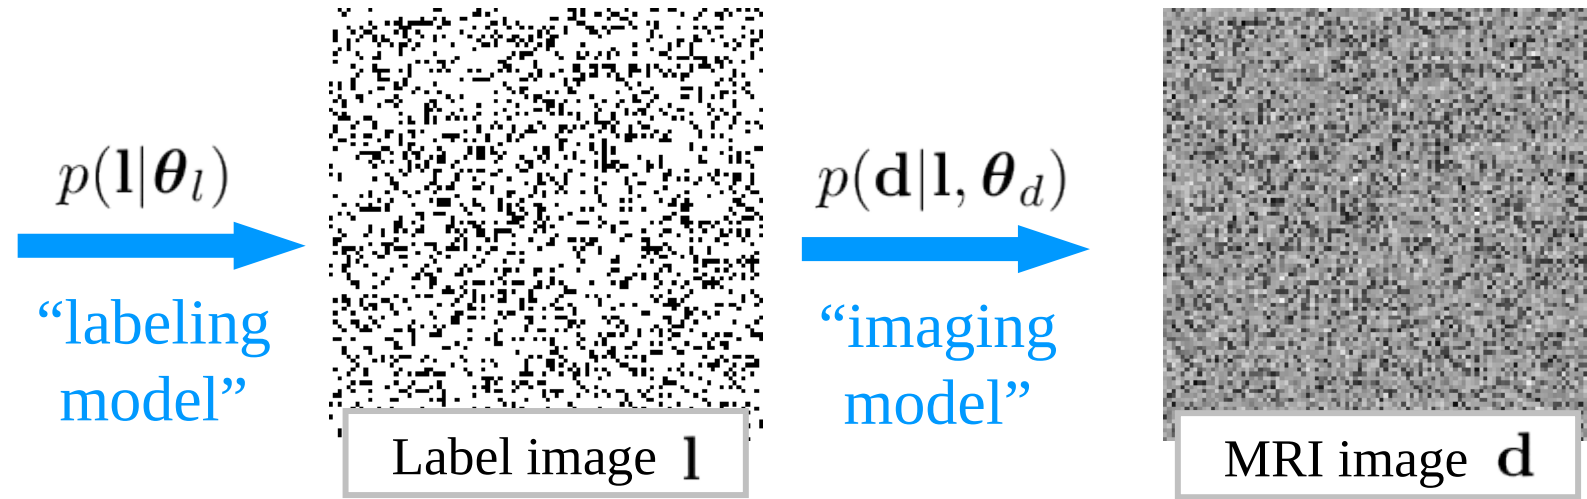 p(l|θ_l)
“labeling
model”
Label image l
p(d|l, θ_d)
“imaging
model”
MRI image d